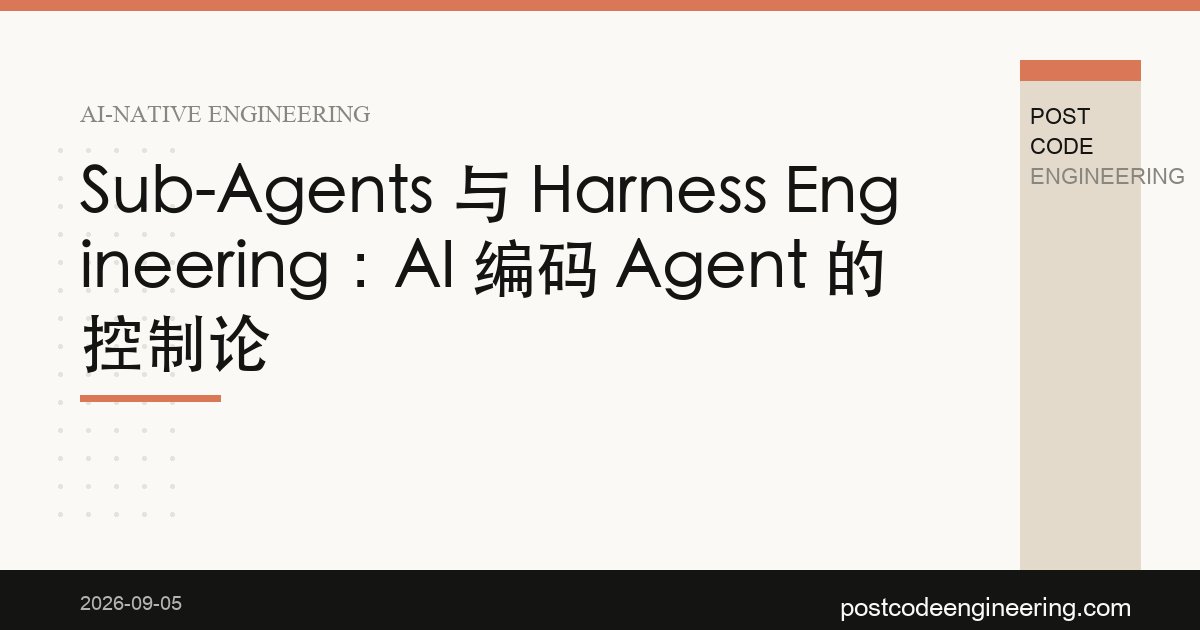 AI-NATIVE ENGINEERING
Sub-Agents 与 Harness Eng
ineering：AI 编码 Agent 的
控制论
POST
CODE
ENGINEERING
2026-09-05
postcodeengineering.com